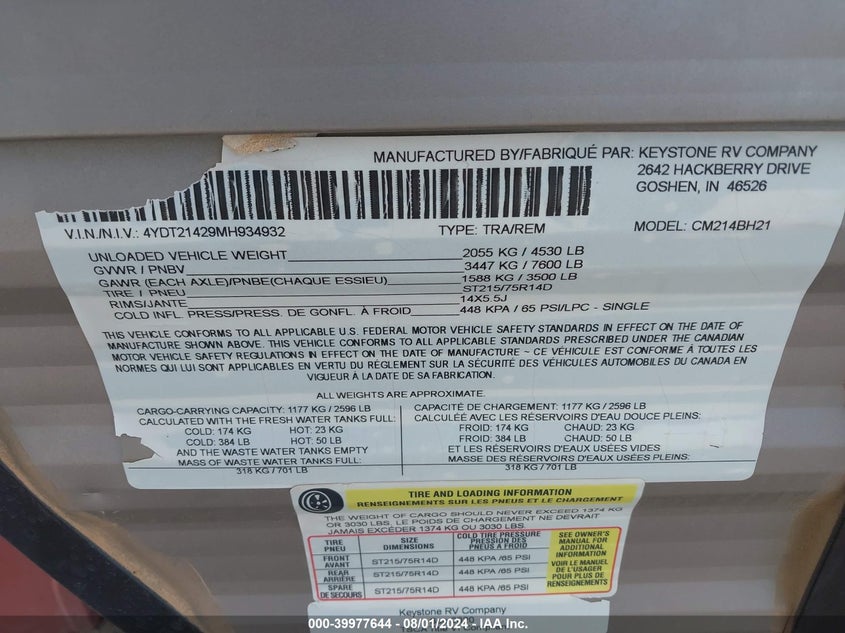 MANUFACTURED BY/FABRIQUÉ PAR: KEYSTONE RV COMPANY
2642 HACKBERRY DRIVE
GOSHEN, IN 46526
V.I.N./N.I.V.: 4YDT21429MH934932 TYPE: TRA/REM MODEL: CM214BH21
UNLOADED VEHICLE WEIGHT 2055 KG / 4530 LB
GVWR / PNBV 3447 KG / 7600 LB
GAWR (EACH AXLE)/PNBE(CHAQUE ESSIEU) 1588 KG / 3500 LB
TIRE / PNEU ST215/75R14D
RIMS/JANTE 14X5.5J
COLD INFL. PRESS/PRESS. DE GONFL. À FROID 448 KPA / 65 PSI/LPC - SINGLE
THIS VEHICLE CONFORMS TO ALL APPLICABLE U.S. FEDERAL MOTOR VEHICLE SAFETY STANDARDS IN EFFECT ON THE DATE OF
MANUFACTURE SHOWN ABOVE. THIS VEHICLE CONFORMS TO ALL APPLICABLE STANDARDS PRESCRIBED UNDER THE CANADIAN
MOTOR VEHICLE SAFETY REGULATIONS IN EFFECT ON THE DATE OF MANUFACTURE ~ CE VÉHICULE EST CONFORME À TOUTES LES
NORMES QUI LUI SONT APPLICABLES EN VERTU DU RÈGLEMENT SUR LA SÉCURITÉ DES VÉHICULES AUTOMOBILES DU CANADA EN
VIGUEUR À LA DATE DE SA FABRICATION.
ALL WEIGHTS ARE APPROXIMATE.
CARGO-CARRYING CAPACITY: 1177 KG / 2596 LB
CALCULATED WITH THE FRESH WATER TANKS FULL:
COLD: 174 KG HOT: 23 KG
COLD: 384 LB HOT: 50 LB
AND THE WASTE WATER TANKS EMPTY
MASS OF WASTE WATER TANKS FULL:
318 KG / 701 LB
CAPACITÉ DE CHARGEMENT: 1177 KG / 2596 LB
CALCULÉE AVEC LES RÉSERVOIRS D'EAU DOUCE PLEINS:
FROID: 174 KG CHAUD: 23 KG
FROID: 384 LB CHAUD: 50 LB
ET LES RÉSERVOIRS D'EAUX USÉES VIDES
MASSE DES RÉSERVOIRS D'EAUX USÉES PLEINS:
318 KG / 701 LB
TIRE AND LOADING INFORMATION
RENSEIGNEMENTS SUR LES PNEUS ET LE CHARGEMENT
THE WEIGHT OF CARGO SHOULD NEVER EXCEED 1374 KG
OR 3030 LBS. LE POIDS DE CHARGEMENT NE DEVRAIT
JAMAIS EXCÉDER 1374 KG OU 3030 LBS.
TIRE
PNEU
SIZE
DIMENSIONS
COLD TIRE PRESSURE
PRESSION DES
PNEUS A FROID
FRONT
AVANT
ST215/75R14D 448 KPA /65 PSI
REAR
ARRIÈRE
ST215/75R14D 448 KPA /65 PSI
SPARE
DE SECOURS
ST215/75R14D 448 KPA /65 PSI
SEE OWNER'S
MANUAL FOR
ADDITIONAL
INFORMATION
VOIR LE MANUEL
DE L'USAGER
POUR PLUS DE
RENSEIGNEMENTS
Keystone RV Company
000-39977644 - 08/01/2024 - IAA Inc.